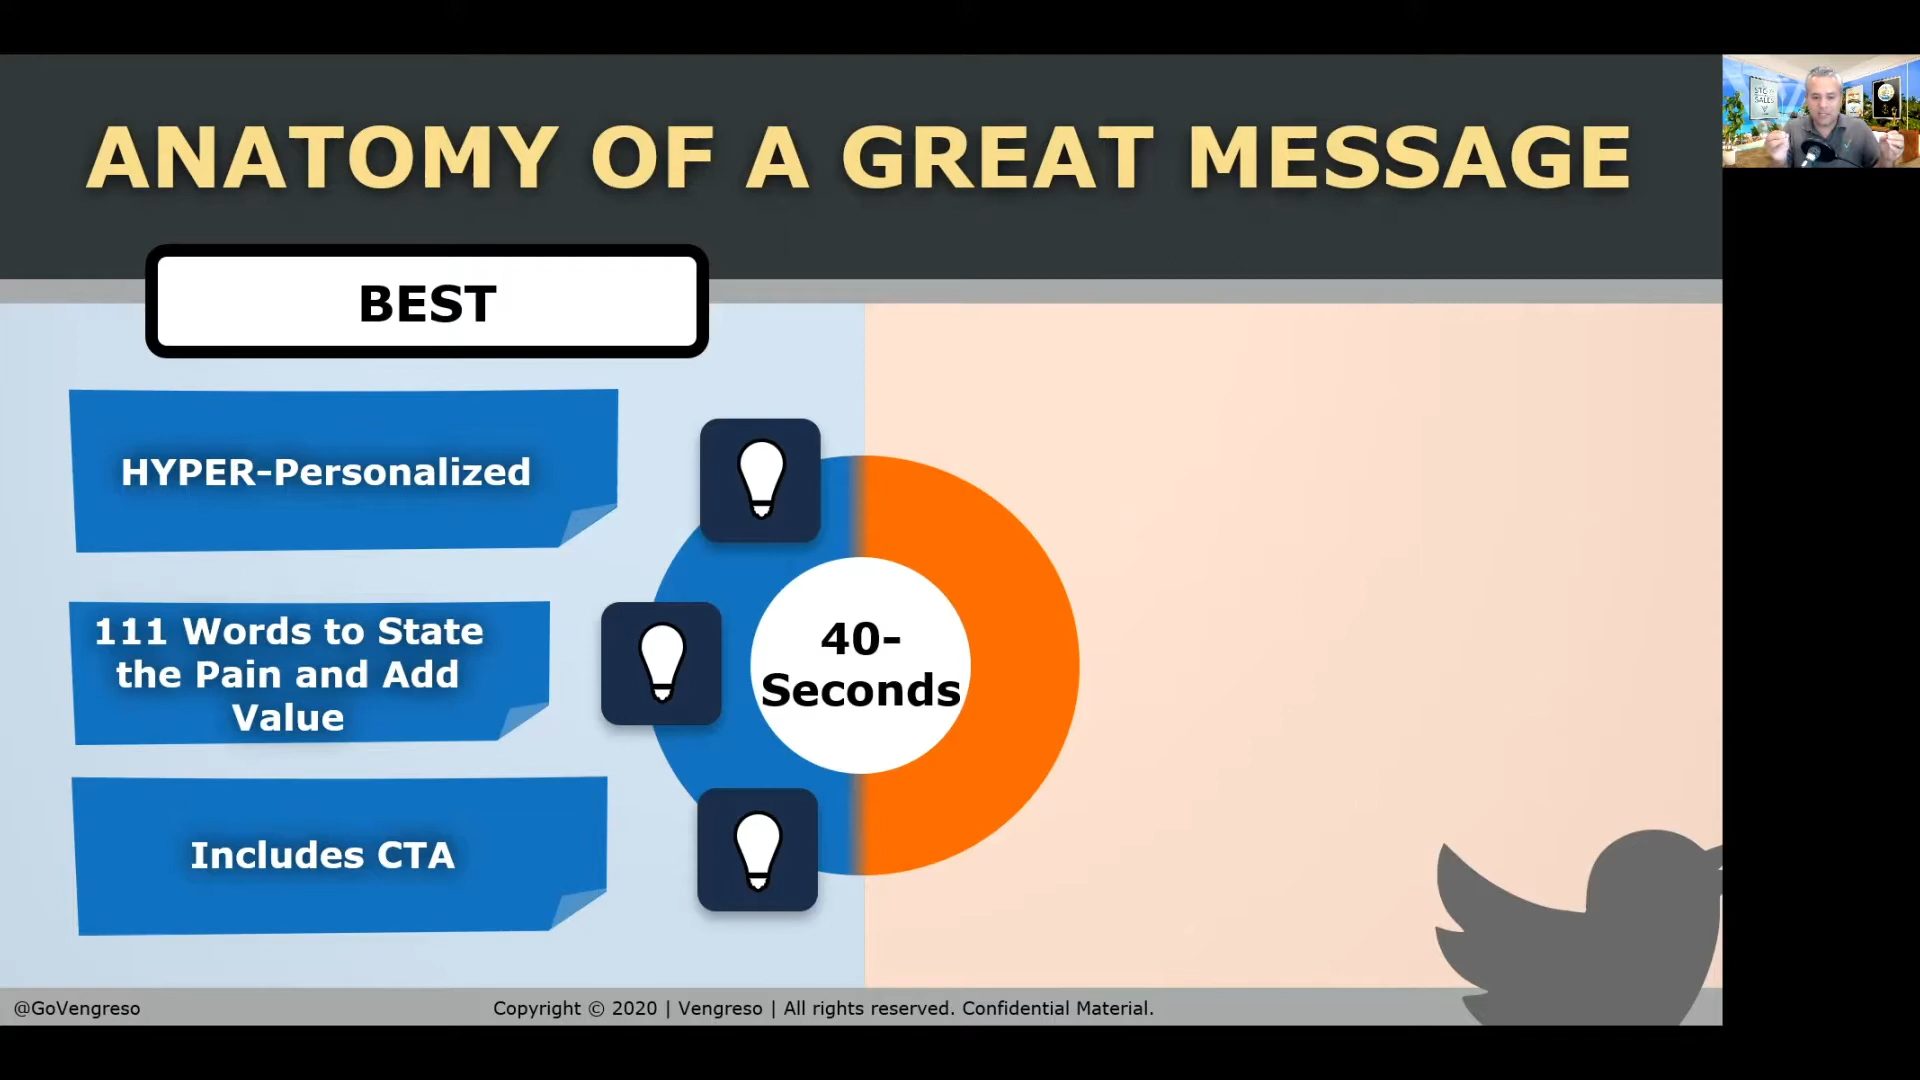 ANATOMY OF A GREAT MESSAGE
BEST
HYPER-Personalized
111 Words to State
the Pain and Add
Value
Includes CTA
40-
Seconds
@GoVengreso
Copyright © 2020 | Vengreso | All rights reserved. Confidential Material.